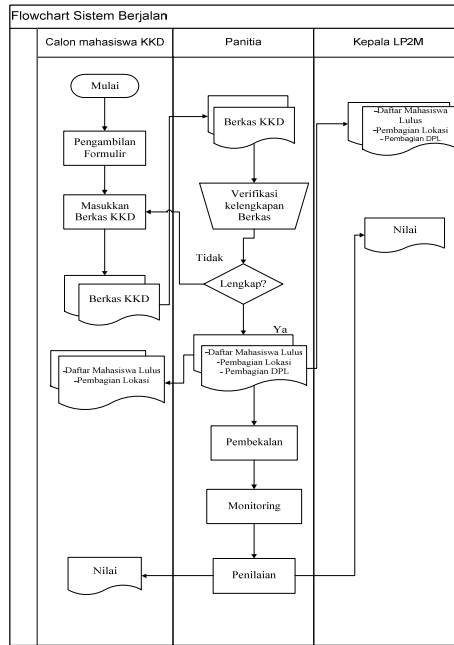 Flowchart Sistem Berjalan
Calon mahasiswa KKD
Panitia
Kepala LP2M
Mulai
Pengambilan
Formulir
Masukkan
Berkas KKD
Berkas KKD
-Daftar Mahasiswa Lulus
-Pembagian Lokasi
Nilai
Berkas KKD
Verifikasi
kelengkapan
Berkas
Tidak
Lengkap?
Ya
-Daftar Mahasiswa Lulus
-Pembagian Lokasi
- Pembagian DPL
Pembekalan
Monitoring
Penilaian
-Daftar Mahasiswa
Lulus
-Pembagian Lokasi
- Pembagian DPL
Nilai